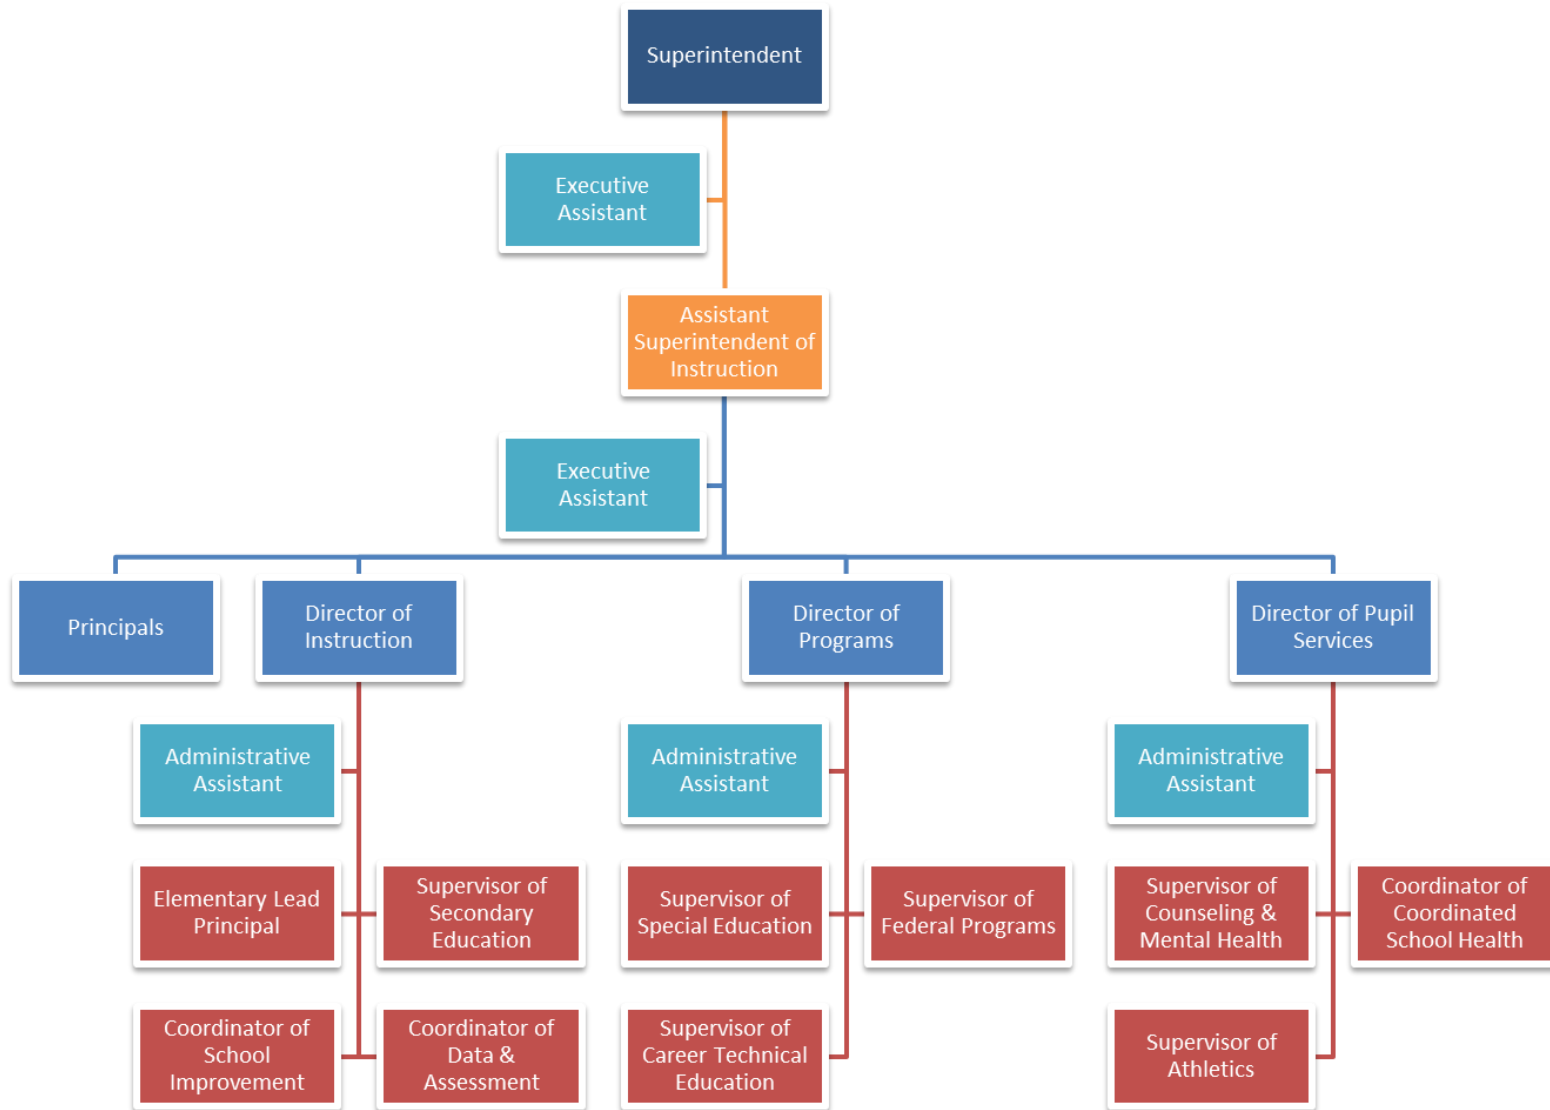 Superintendent
Executive
Assistant
Assistant
Superintendent of
Instruction
Executive
Assistant
Principals
Director of
Instruction
Director of
Programs
Director of Pupil
Services
Administrative
Assistant
Administrative
Assistant
Administrative
Assistant
Elementary Lead
Principal
Supervisor of
Secondary
Education
Supervisor of
Special Education
Supervisor of
Federal Programs
Supervisor of
Counseling &
Mental Health
Coordinator of
Coordinated
School Health
Coordinator of
School
Improvement
Coordinator of
Data &
Assessment
Supervisor of
Career Technical
Education
Supervisor of
Athletics